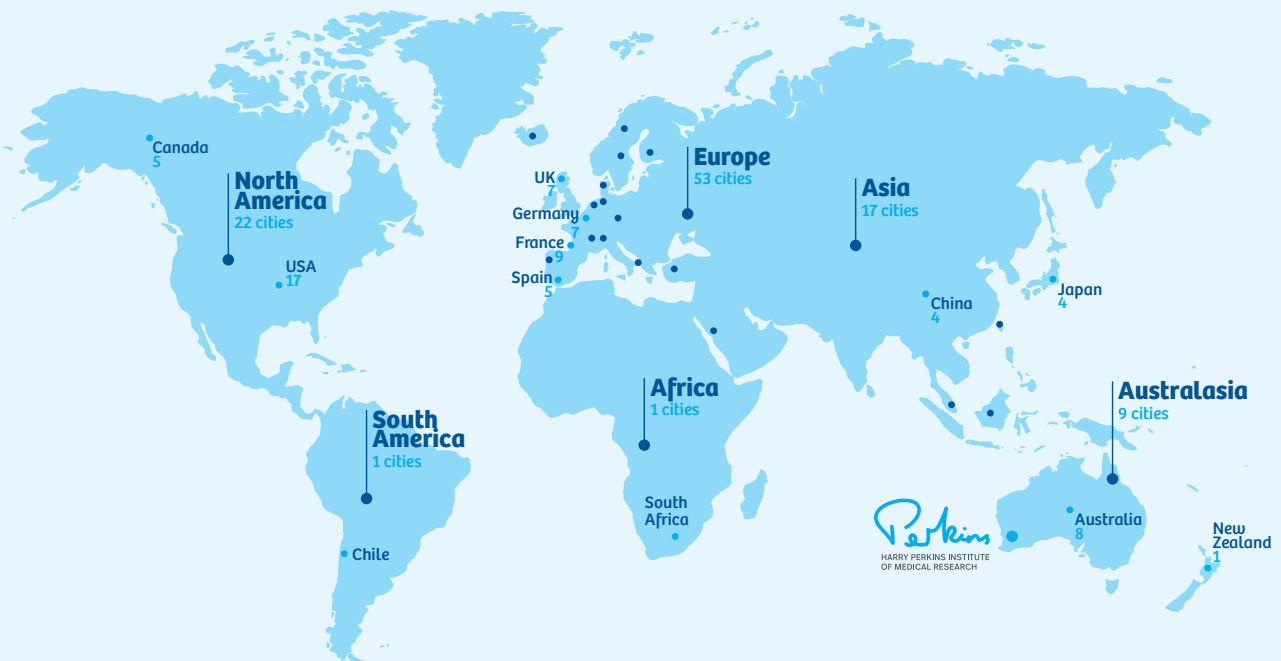 Canada
5
North
America
22 cities
USA
17
South
America
1 cities
Chile
UK
7
Germany
7
France
9
Spain
5
Europe
53 cities
Africa
1 cities
South
Africa
Asia
17 cities
China
4
Japan
4
Australasia
9 cities
Australia
8
New
Zealand
1
Perkins
HARRY PERKINS INSTITUTE
OF MEDICAL RESEARCH